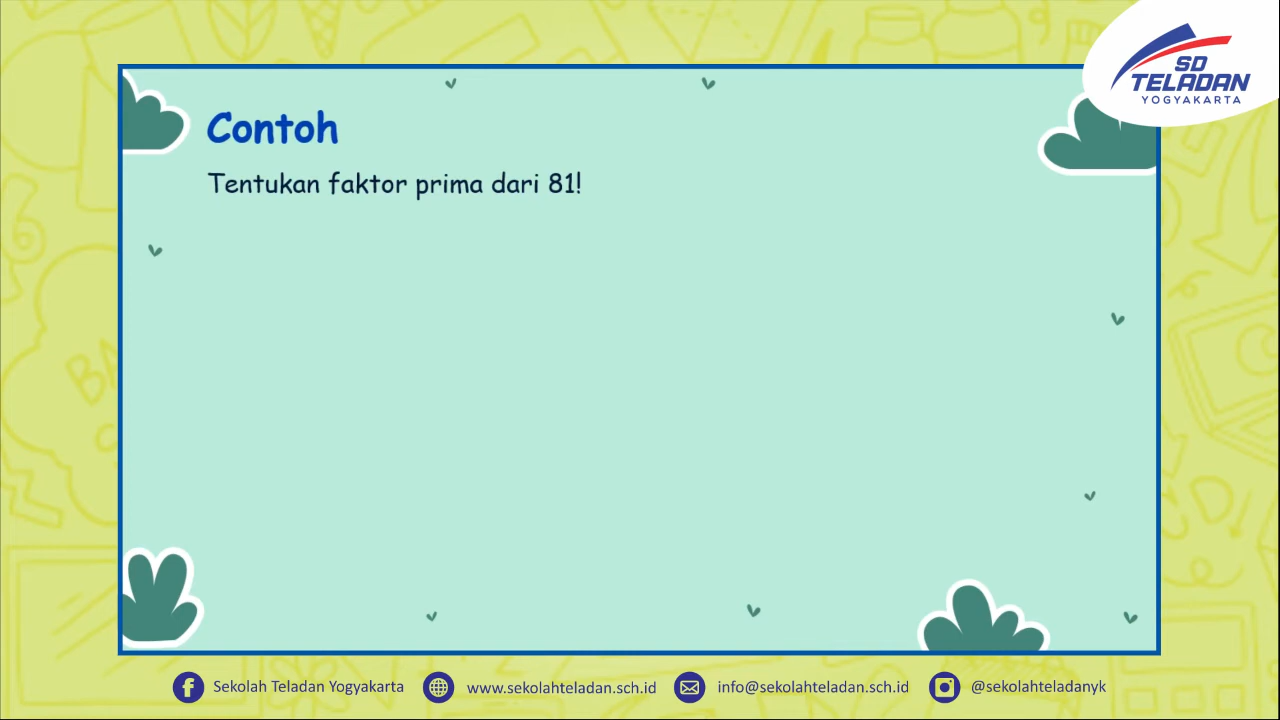 SD
TELADAN
YOGYAKARTA
Contoh
Tentukan faktor prima dari 81!
Sekolah Teladan Yogyakarta
www.sekolahteladan.sch.id
info@sekolahteladan.sch.id
@sekolahteladanyk